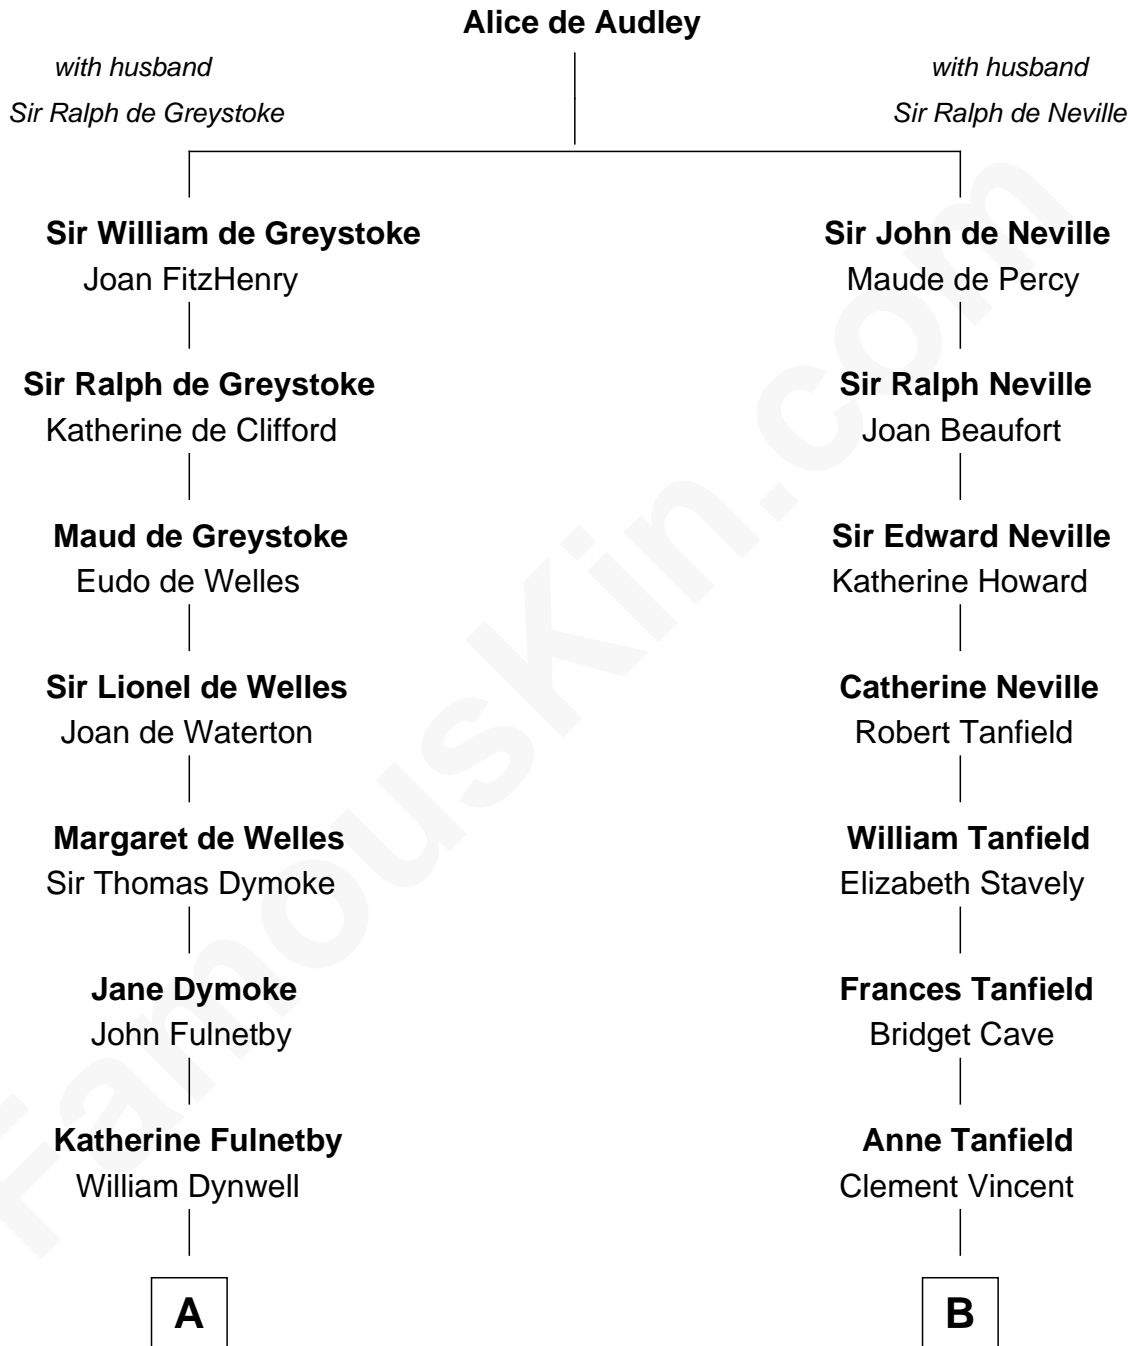 Alice de Audley
with husband
Sir Ralph de Greystoke
with husband
Sir Ralph de Neville
Sir William de Greystoke
Joan FitzHenry
Sir Ralph de Greystoke
Katherine de Clifford
Maud de Greystoke
Eudo de Welles
Sir Lionel de Welles
Joan de Waterton
Margaret de Welles
Sir Thomas Dymoke
Jane Dymoke
John Fulnetby
Katherine Fulnetby
William Dynwell
A
Sir John de Neville
Maude de Percy
Sir Ralph Neville
Joan Beaufort
Sir Edward Neville
Katherine Howard
Catherine Neville
Robert Tanfield
William Tanfield
Elizabeth Stavely
Frances Tanfield
Bridget Cave
Anne Tanfield
Clement Vincent
B
FamousKin.com